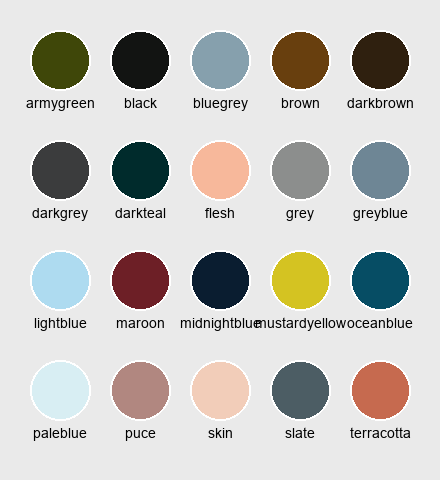 armygreen black bluegrey brown darkbrown
darkgrey darkteal flesh grey greyblue
lightblue maroon midnightblue mustardyellow oceanblue
paleblue puce skin slate terracotta